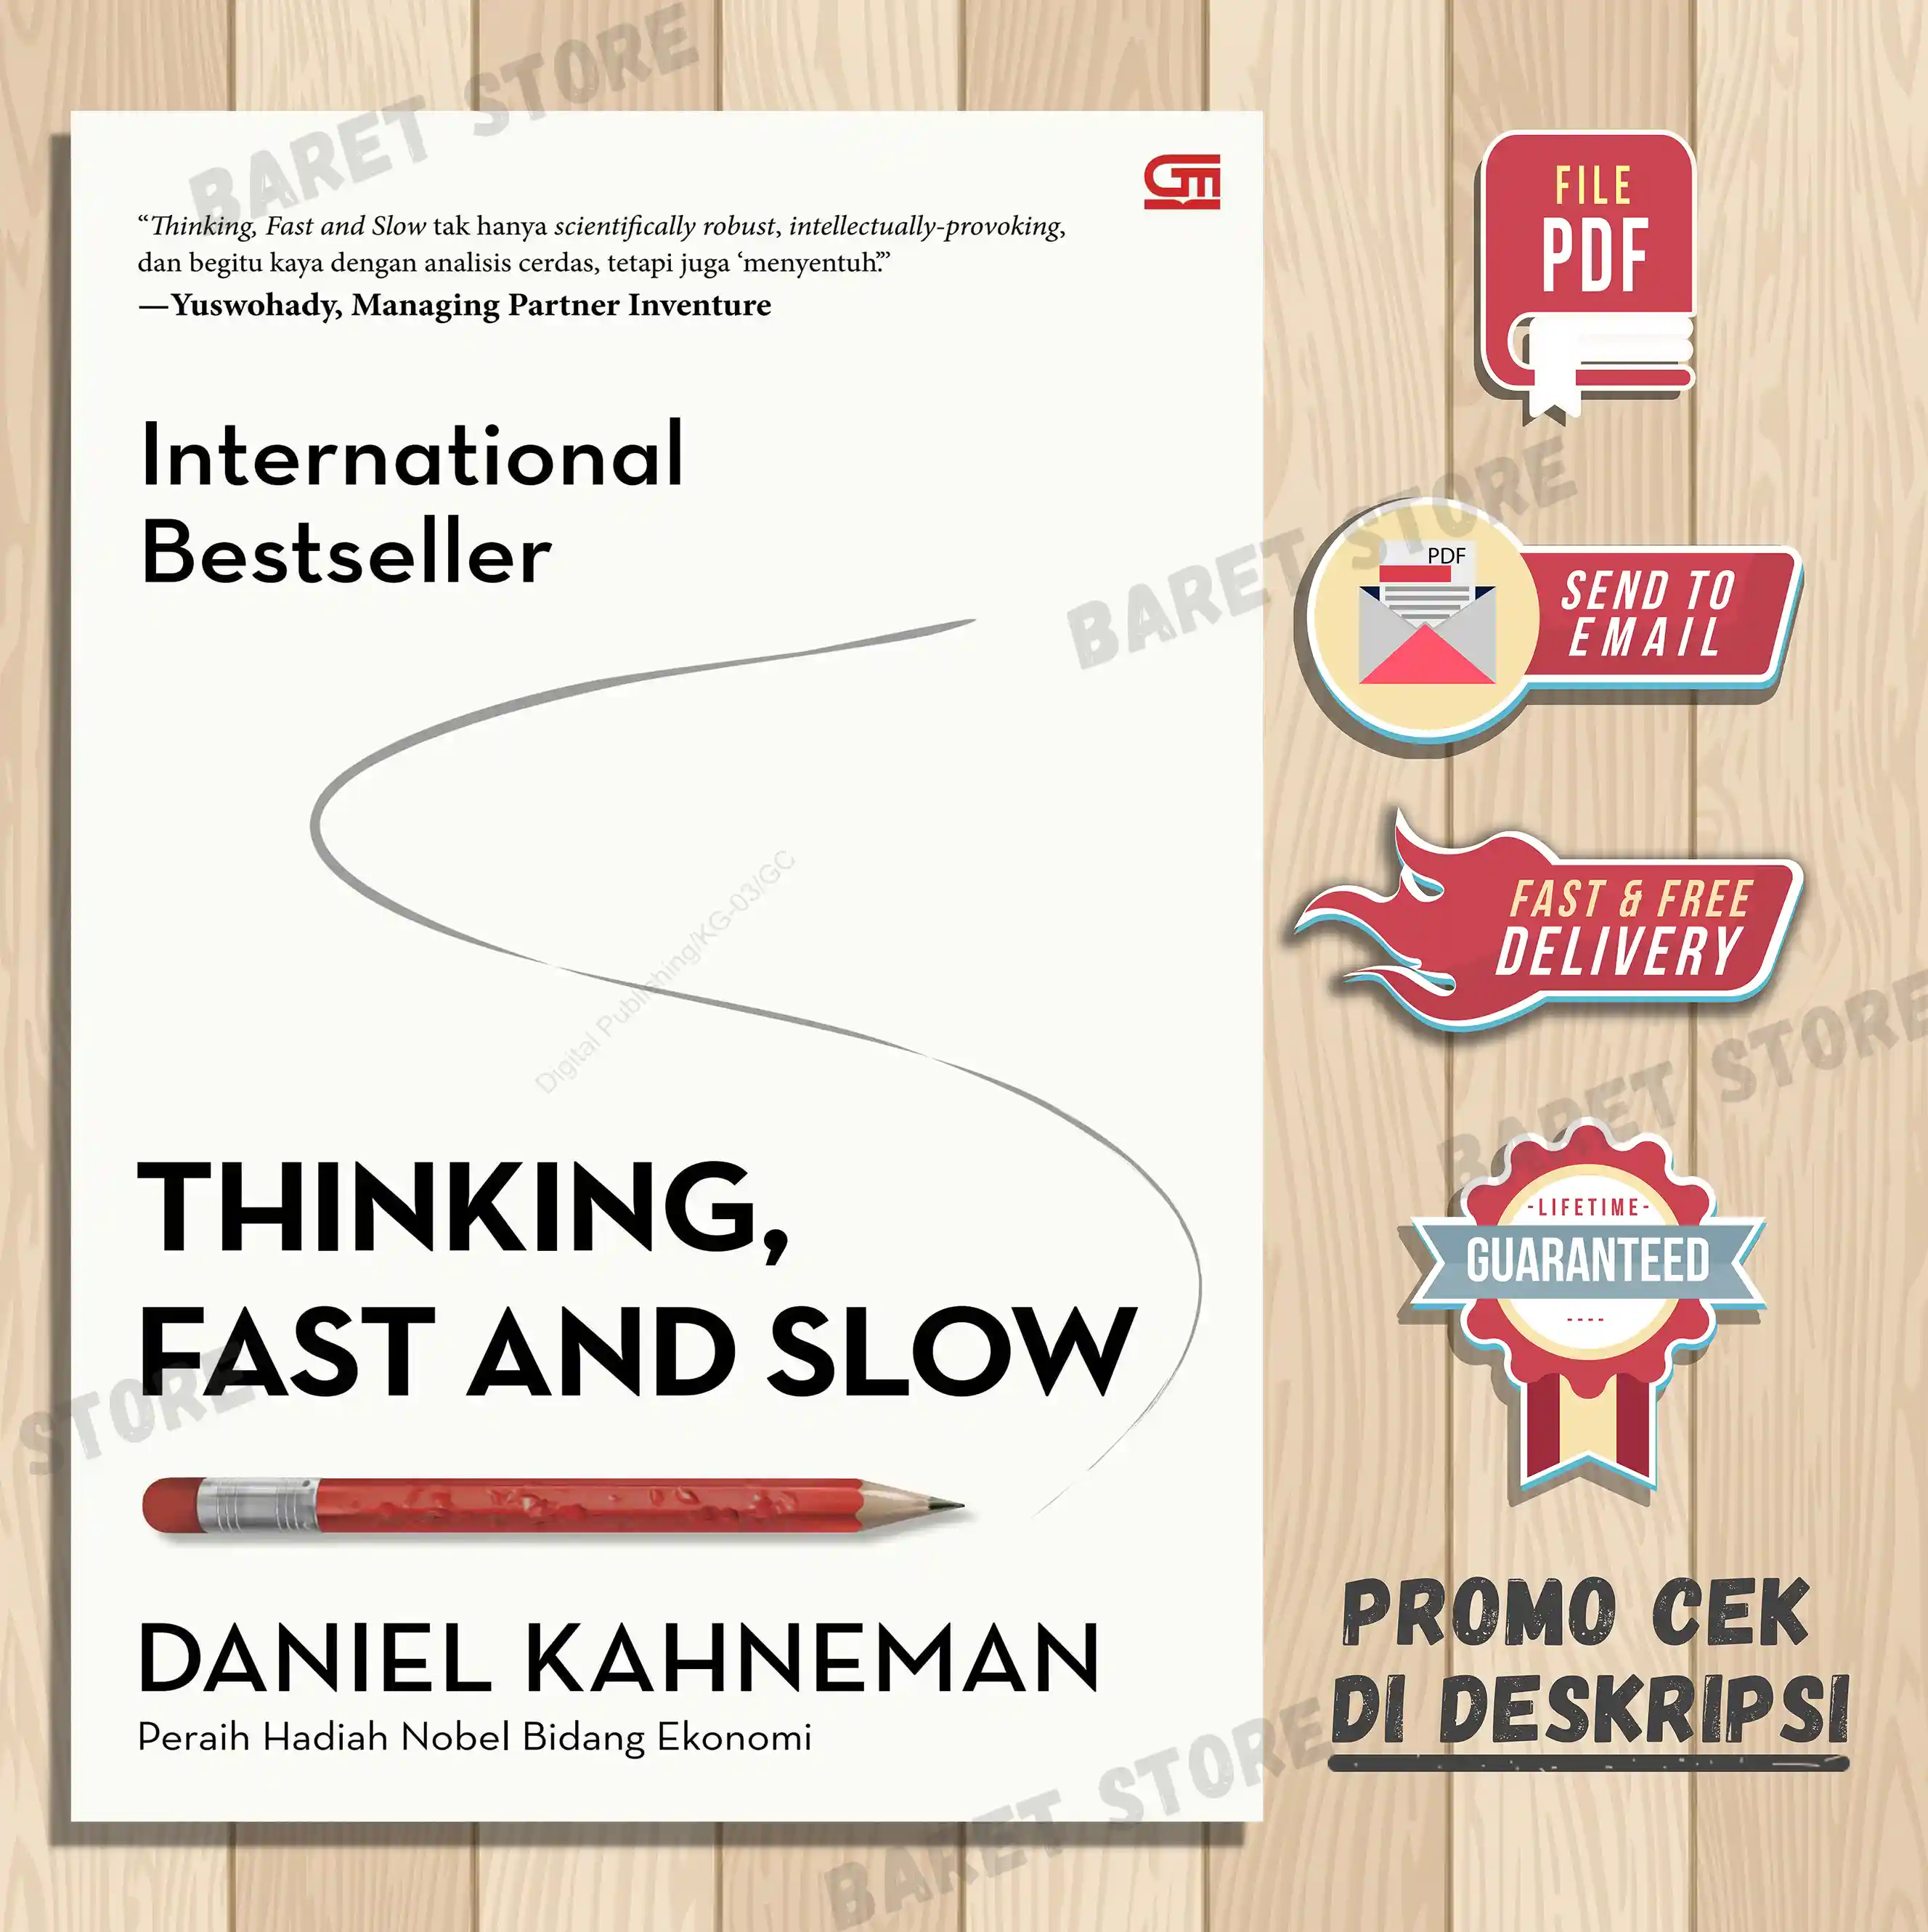 BARET STORE
GM
“Thinking, Fast and Slow tak hanya scientifically robust, intellectually-provoking,
dan begitu kaya dengan analisis cerdas, tetapi juga ‘menyentuh’.”
—Yuswohady, Managing Partner Inventure
International
Bestseller
Digital Publishing/KG-03/GC
THINKING,
FAST AND SLOW
DANIEL KAHNEMAN
Peraih Hadiah Nobel Bidang Ekonomi
FILE
PDF
BARET STORE
PDF
SEND TO
EMAIL
FAST & FREE
DELIVERY
BARET STORE
-LIFETIME-
GUARANTEED
----
STORE
PROMO CEK
DI DESKRIPSI
BARET STORE